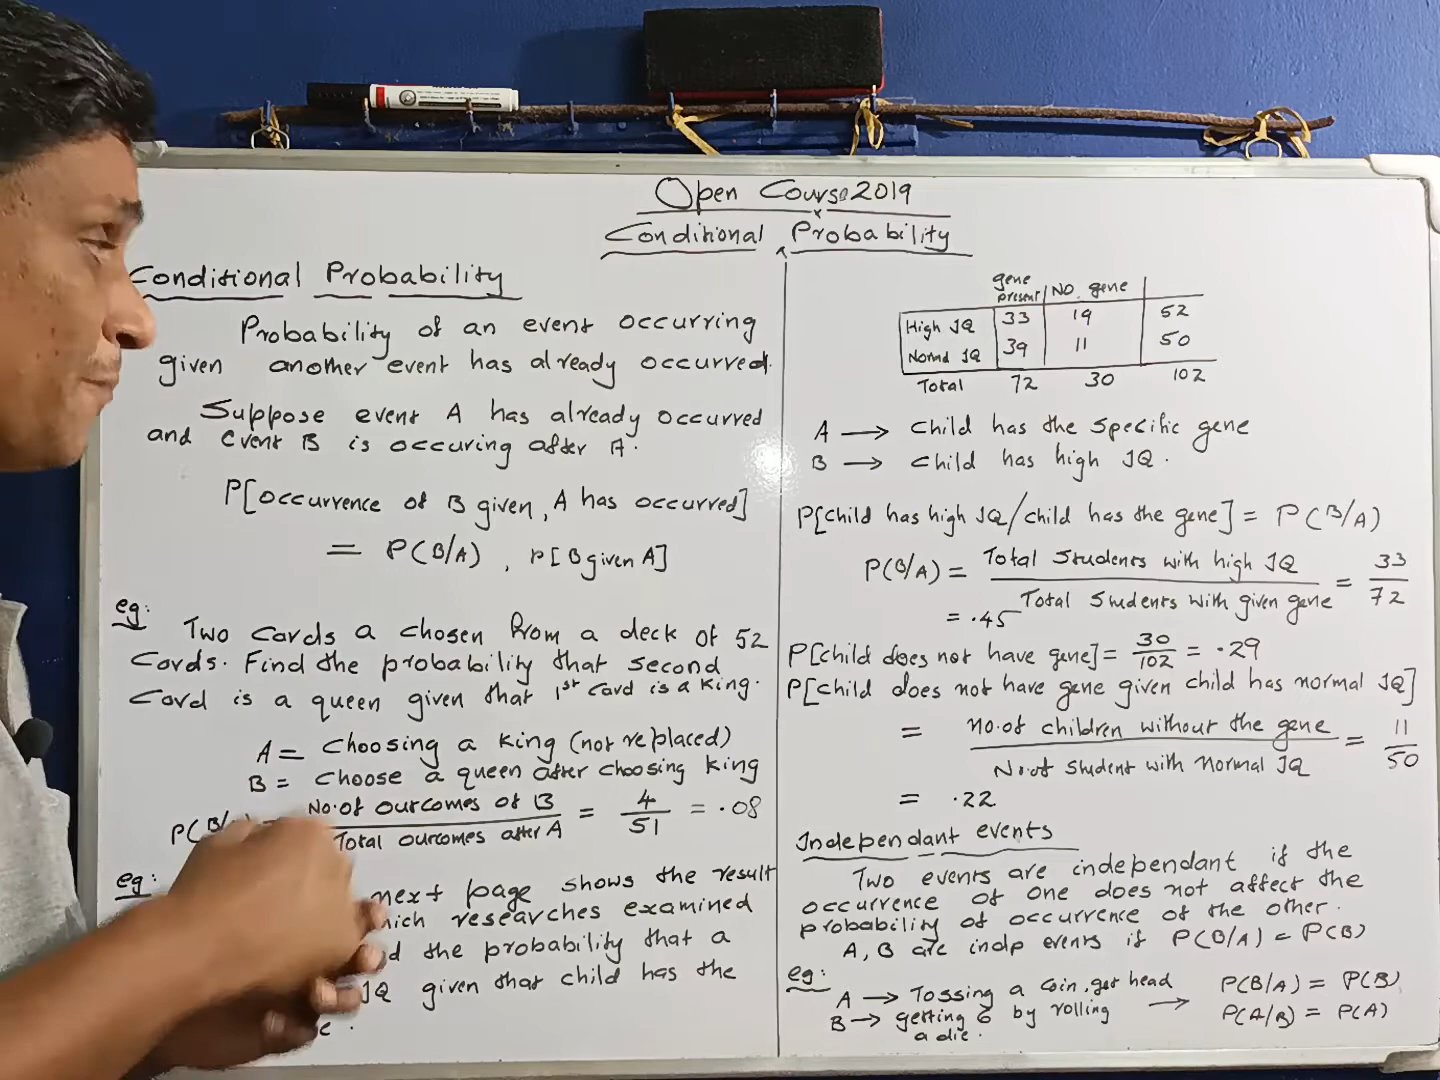 Open Course 2019
Conditional Probability
Conditional Probability
Probability of an event occurring
given another event has already occurred.
Suppose event A has already occurred
and event B is occuring after A.
P[occurrence of B given, A has occurred]
= P(B/A) , P[B given A]
eg:
Two Cards a chosen from a deck of 52
Cards. Find the probability that second
Card is a queen given that 1st Card is a King.
A = Choosing a King (not replaced)
B = Choose a queen after choosing King
No. of outcomes of B
Total outcomes after A
= 4/51 = .08
eg:
next page shows the result
which researches examined
the probability that a
IQ given that child has the
gene present | No. gene
High IQ 33 19 52
Normal IQ 39 11 50
Total 72 30 102
A → Child has the specific gene
B → Child has high IQ.
P[child has high IQ/child has the gene] = P(B/A)
P(B/A) = Total Students with high IQ / Total Students with given gene = 33/72
= .45
P[child does not have gene] = 30/102 = .29
P[child does not have gene given child has normal IQ]
= no. of children without the gene / No. of student with normal IQ = 11/50
= .22
Independant events
Two events are independant if the
occurrence of one does not affect the
probability of occurrence of the other.
A, B are indp events if P(B/A) = P(B)
eg:
A → Tossing a coin, get head
B → getting 6 by rolling
a die.
→ P(B/A) = P(B)
P(A/B) = P(A)